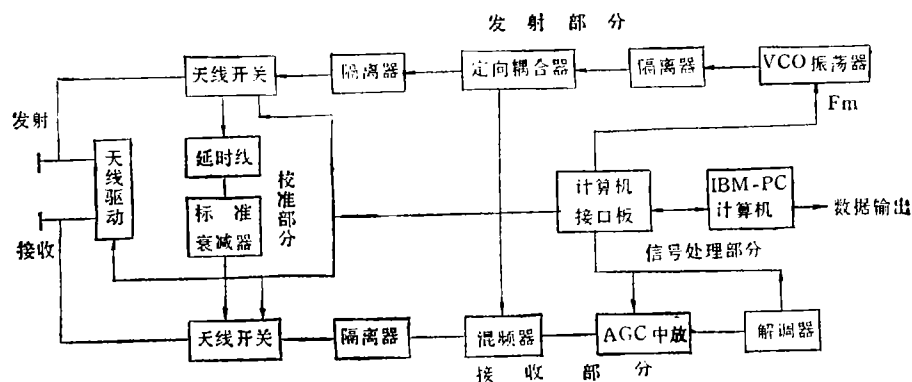 发射部分
天线开关
隔离器
定向耦合器
隔离器
VCO振荡器
Fm
发射
天线驱动
延时线
校准部分
计算机
接口板
IBM-PC
计算机
数据输出
标准
衰减器
接收
信号处理部分
天线开关
隔离器
混频器
AGC中放
解调器
接收部分